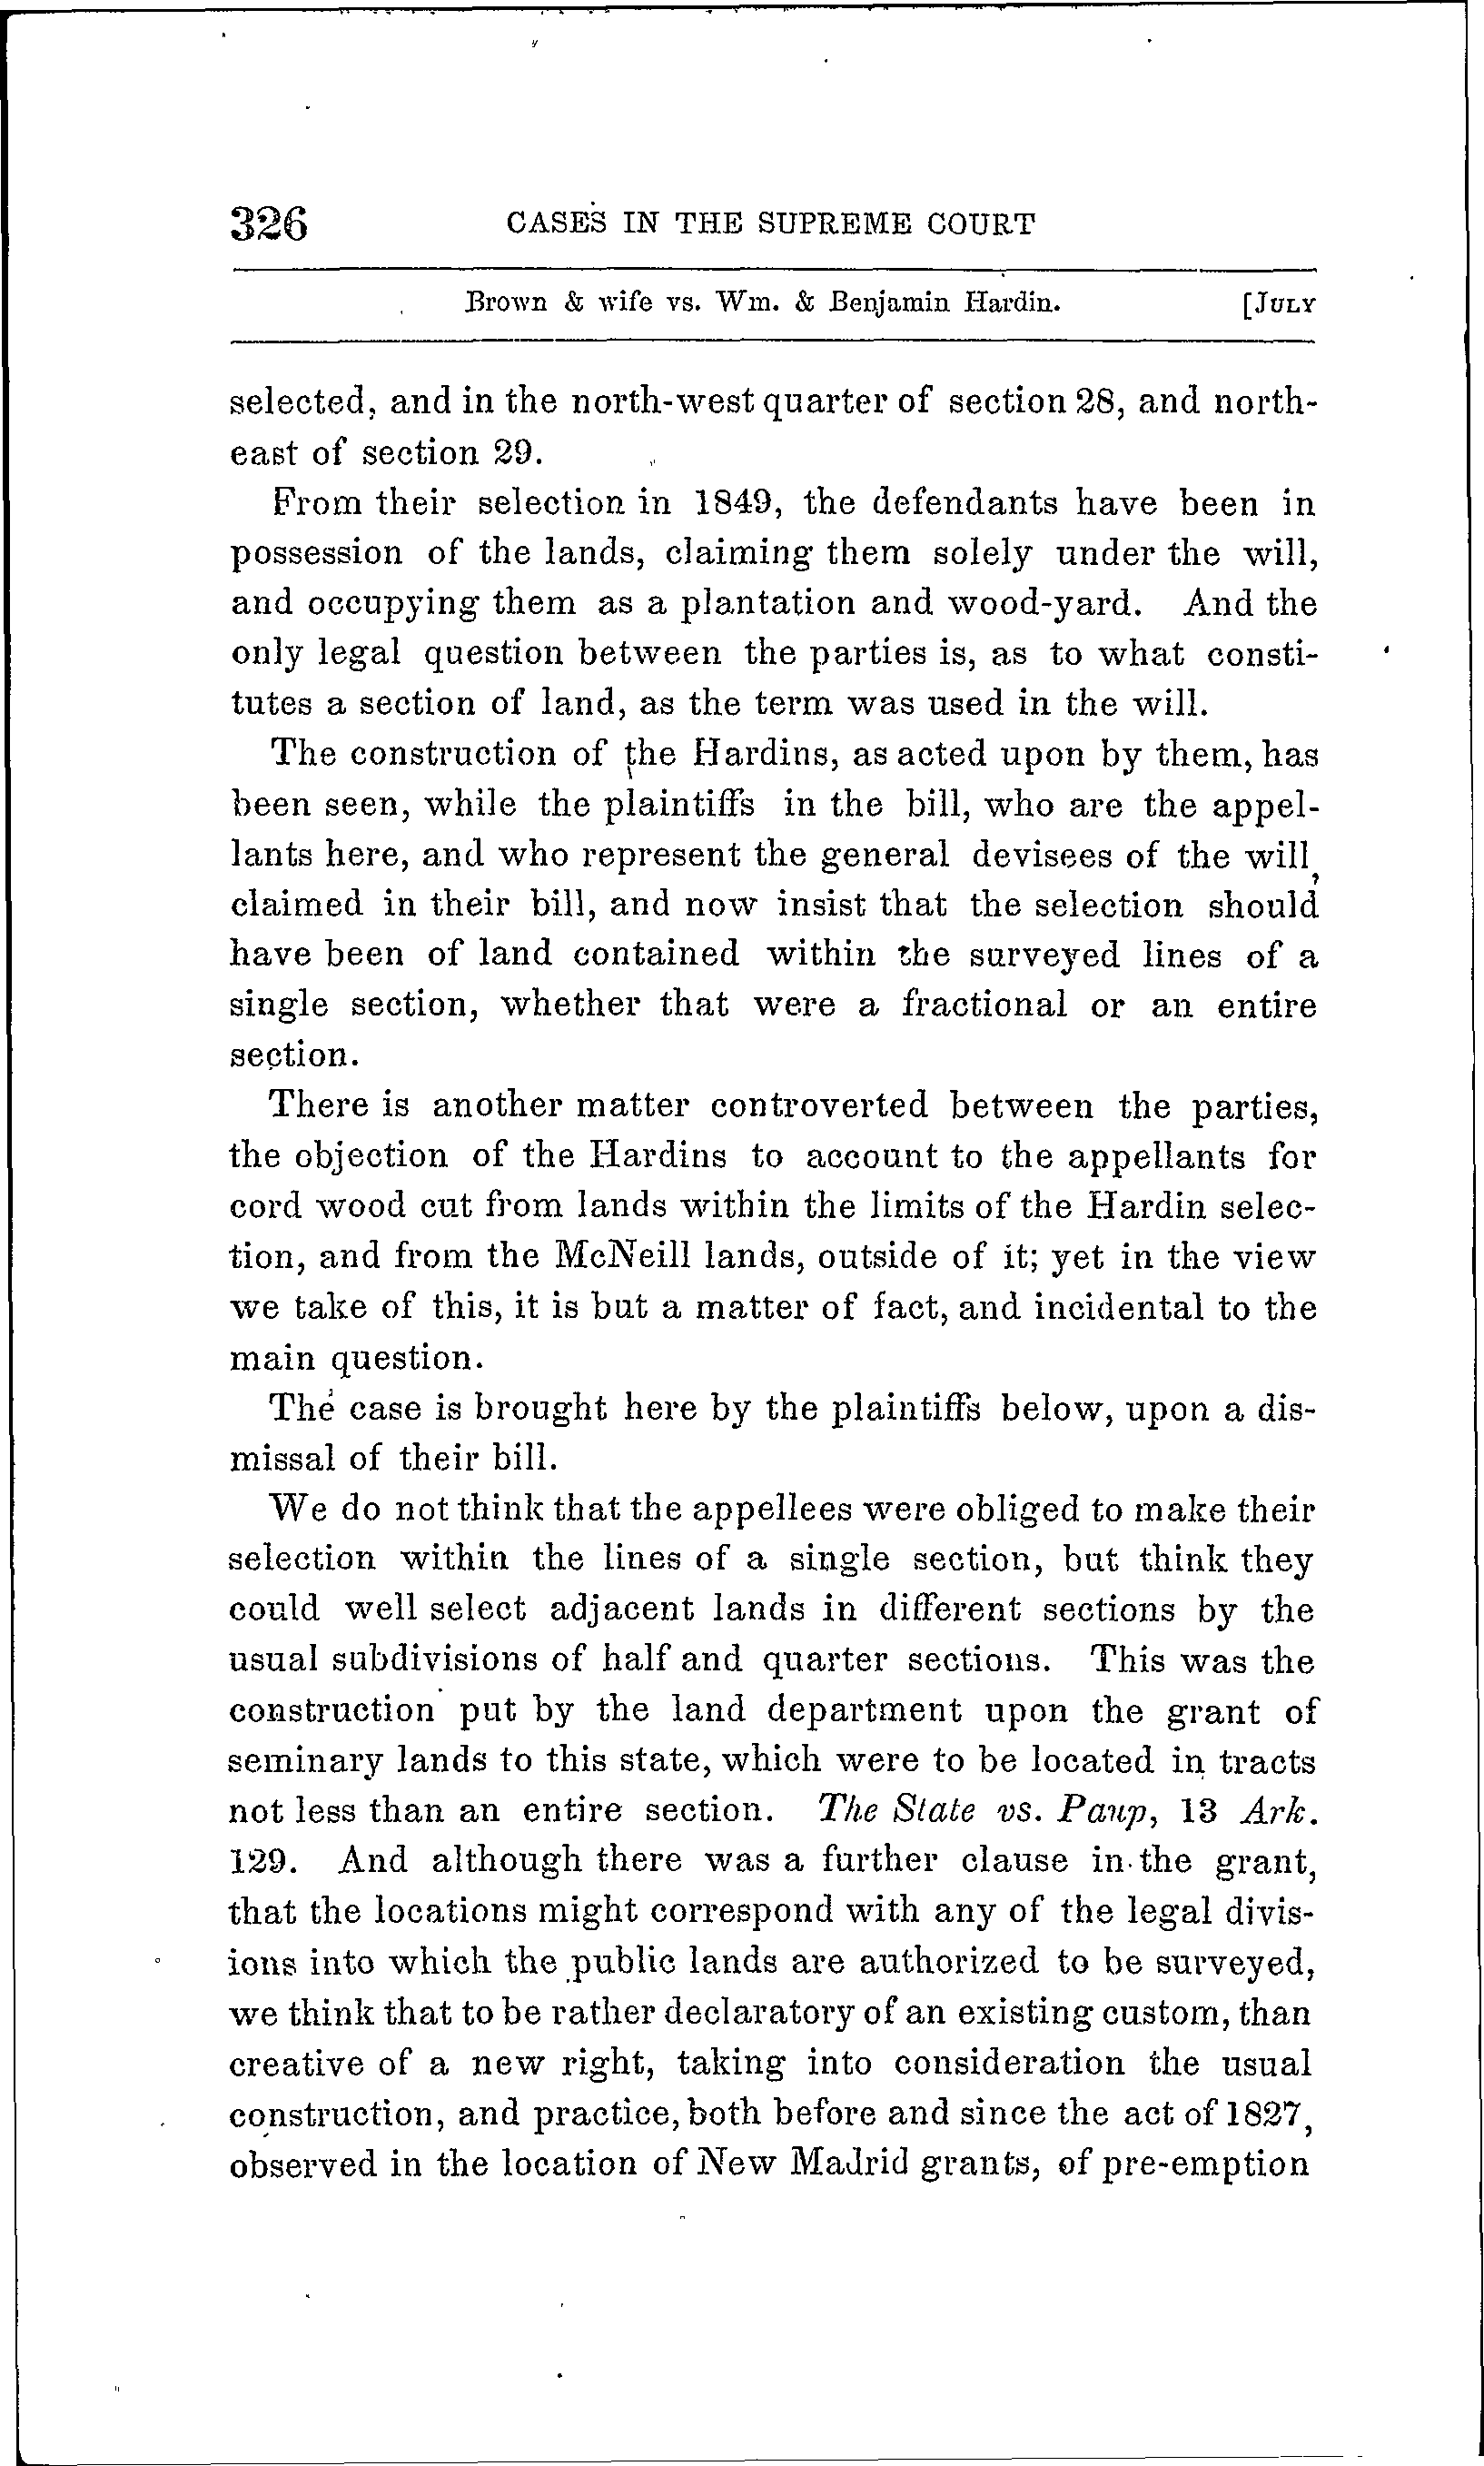 326 CASES IN THE SUPREME COURT
Brown & wife vs. Wm. & Benjamin Hardin. [JULY
selected, and in the north-west quarter of section 28, and north-
east of section 29.
From their selection in 1849, the defendants have been in
possession of the lands, claiming them solely under the will,
and occupying them as a plantation and wood-yard. And the
only legal question between the parties is, as to what consti-
tutes a section of land, as the term was used in the will.
The construction of the Hardins, as acted upon by them, has
been seen, while the plaintiffs in the bill, who are the appel-
lants here, and who represent the general devisees of the will,
claimed in their bill, and now insist that the selection should
have been of land contained within the surveyed lines of a
single section, whether that were a fractional or an entire
section.
There is another matter controverted between the parties,
the objection of the Hardins to account to the appellants for
cord wood cut from lands within the limits of the Hardin selec-
tion, and from the McNeill lands, outside of it; yet in the view
we take of this, it is but a matter of fact, and incidental to the
main question.
The case is brought here by the plaintiffs below, upon a dis-
missal of their bill.
We do not think that the appellees were obliged to make their
selection within the lines of a single section, but think they
could well select adjacent lands in different sections by the
usual subdivisions of half and quarter sections. This was the
construction put by the land department upon the grant of
seminary lands to this state, which were to be located in tracts
not less than an entire section. The State vs. Paup, 13 Ark.
129. And although there was a further clause in the grant,
that the locations might correspond with any of the legal divis-
ions into which the public lands are authorized to be surveyed,
we think that to be rather declaratory of an existing custom, than
creative of a new right, taking into consideration the usual
construction, and practice, both before and since the act of 1827,
observed in the location of New Madrid grants, of pre-emption